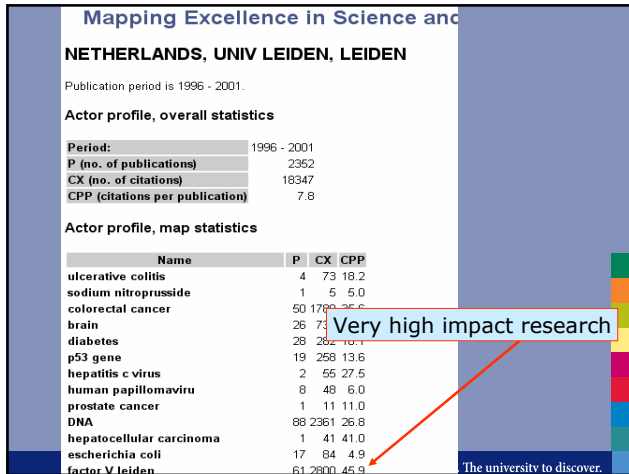 Mapping Excellence in Science and
NETHERLANDS, UNIV LEIDEN, LEIDEN
Publication period is 1996 - 2001.
Actor profile, overall statistics
Period: 1996 - 2001
P (no. of publications) 2352
CX (no. of citations) 18347
CPP (citations per publication) 7.8
Actor profile, map statistics
Name P CX CPP
ulcerative colitis 4 73 18.2
sodium nitroprusside 1 5 5.0
colorectal cancer 50
brain 26
Very high impact research
diabetes 28
p53 gene 19 258 13.6
hepatitis c virus 2 55 27.5
human papillomaviru 8 48 6.0
prostate cancer 1 11 11.0
DNA 88 2361 26.8
hepatocellular carcinoma 1 41 41.0
escherichia coli 17 84 4.9
factor V leiden 61 2800 45.9
The university to discover.